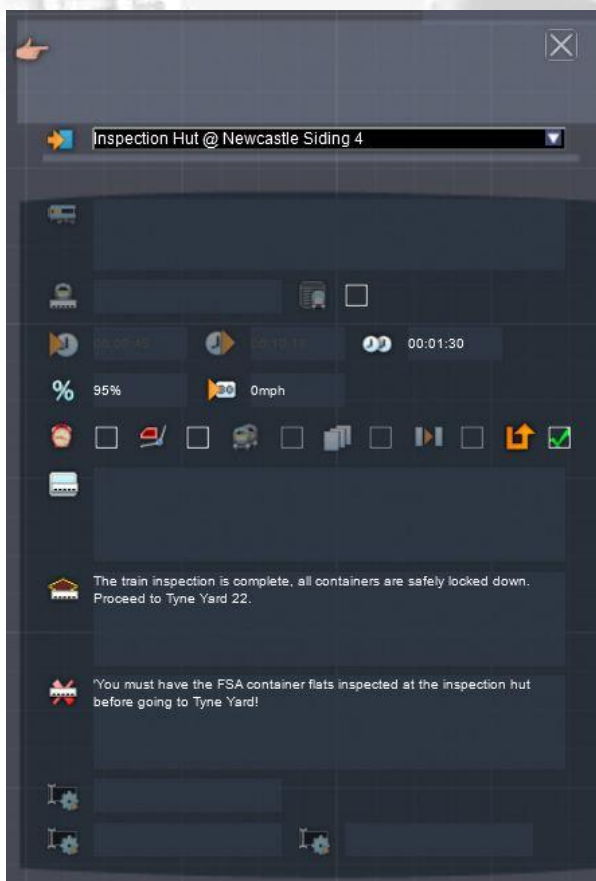 Inspection Hut @ Newcastle Siding 4
00:01:30
% 95% 30 0mph
The train inspection is complete, all containers are safely locked down.
Proceed to Tyne Yard 22.
'You must have the FSA container flats inspected at the inspection hut
before going to Tyne Yard!